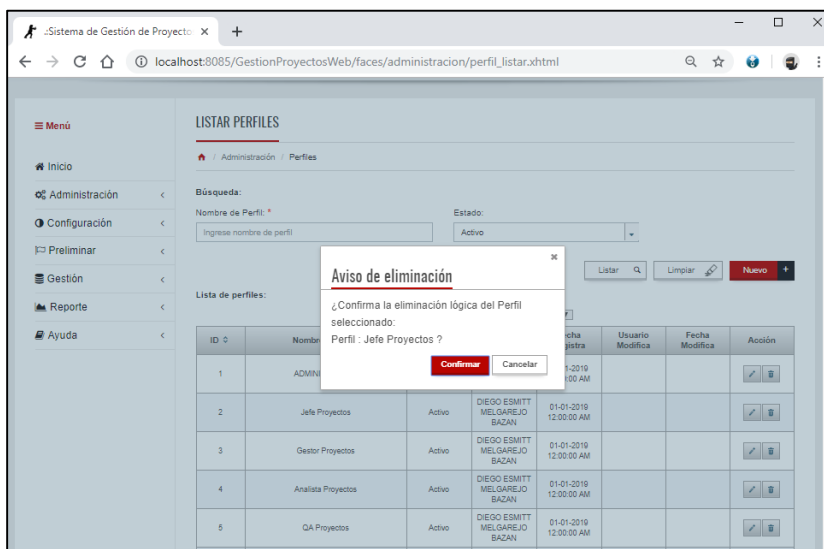 .:Sistema de Gestión de Proyecto
localhost:8085/GestionProyectosWeb/faces/administracion/perfil_listar.xhtml
Menú
Inicio
Administración
Configuración
Preliminar
Gestión
Reporte
Ayuda
LISTAR PERFILES
/ Administración / Perfiles
Búsqueda:
Nombre de Perfil: * Estado:
Ingrese nombre de perfil Activo
Listar Limpiar Nuevo +
Lista de perfiles:
Aviso de eliminación
¿Confirma la eliminación lógica del Perfil
seleccionado:
Perfil : Jefe Proyectos ?
Confirmar Cancelar
ID Usuario Modifica Fecha Modifica Acción
1
2 Jefe Proyectos Activo DIEGO ESMITT MELGAREJO BAZAN 01-01-2019 12:00:00 AM
3 Gestor Proyectos Activo DIEGO ESMITT MELGAREJO BAZAN 01-01-2019 12:00:00 AM
4 Analista Proyectos Activo DIEGO ESMITT MELGAREJO BAZAN 01-01-2019 12:00:00 AM
5 QA Proyectos Activo DIEGO ESMITT MELGAREJO BAZAN 01-01-2019 12:00:00 AM